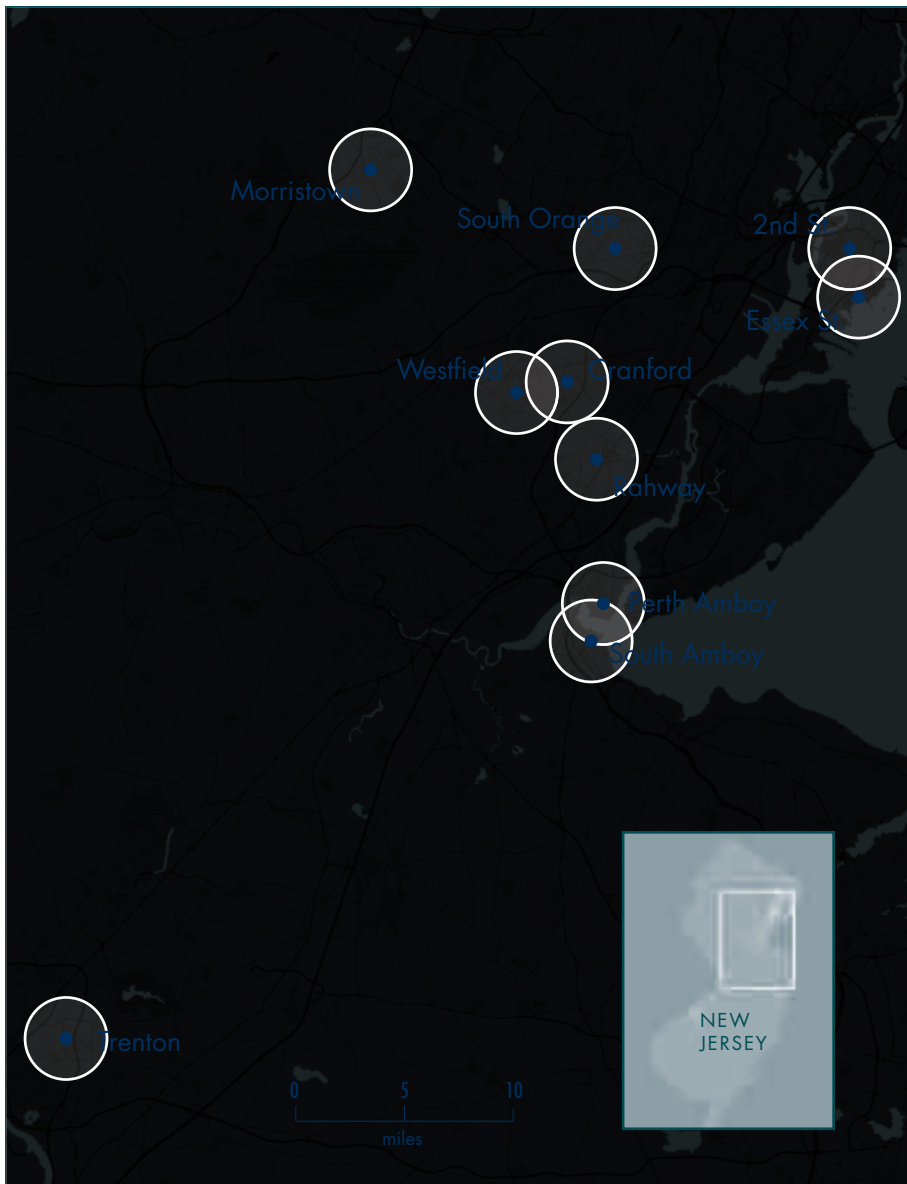 Morristown
South Orange
2nd St
Essex St
Westfield
Cranford
Rahway
Perth Amboy
South Amboy
NEW
JERSEY
Trenton
0 5 10
miles